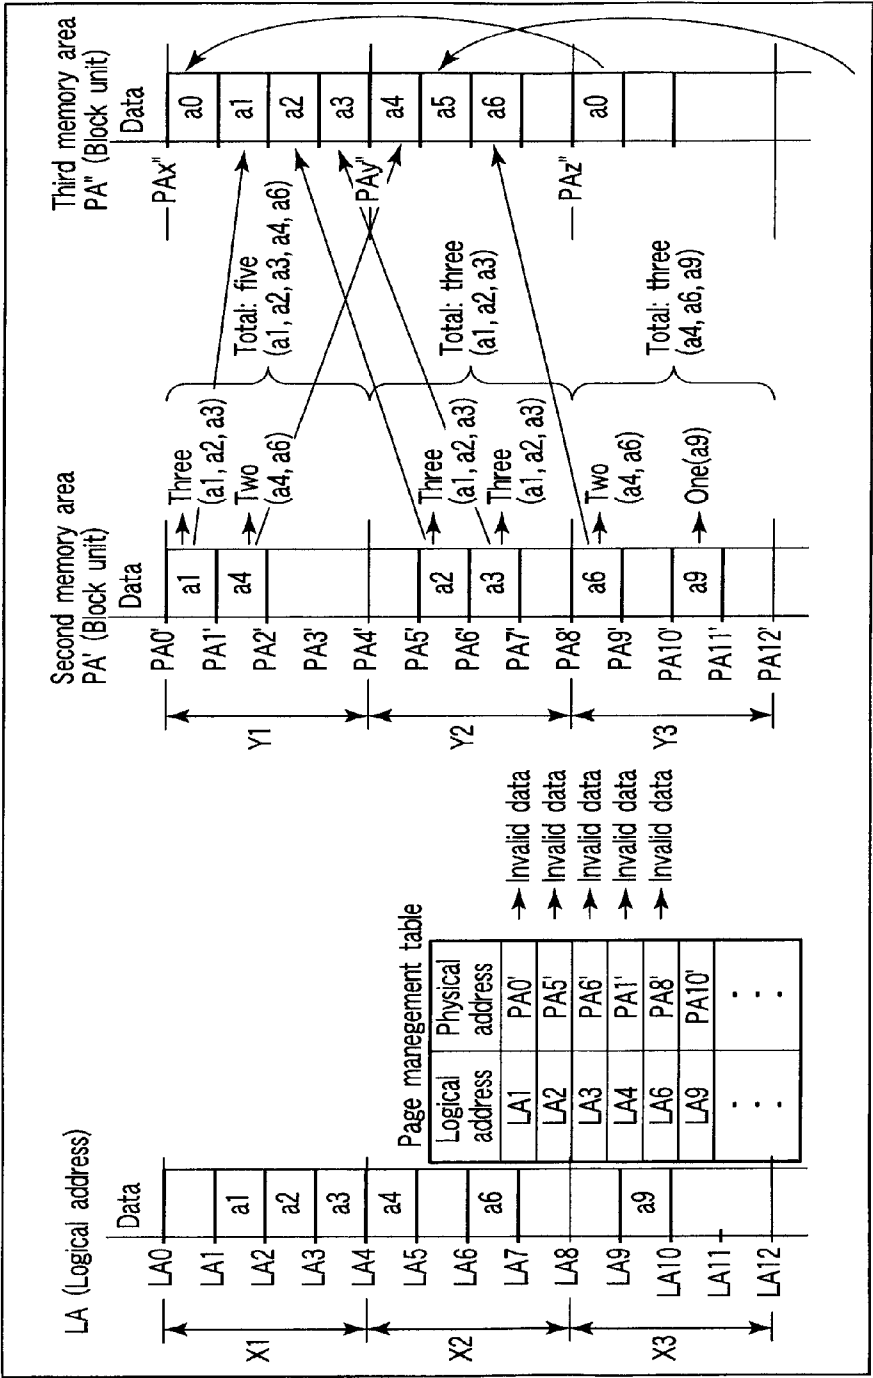 LA (Logical address)
Data
LA0
LA1
a1
LA2
a2
LA3
a3
LA4
a4
LA5
LA6
a6
LA7
LA8
LA9
a9
LA10
LA11
LA12
X1
X2
X3
Page manegement table
Logical address
Physical address
LA1 PA0' Invalid data
LA2 PA5' Invalid data
LA3 PA6' Invalid data
LA4 PA1' Invalid data
LA6 PA8' Invalid data
LA9 PA10'
Second memory area
PA' (Block unit)
Data
PA0'
a1
PA1'
a4
PA2'
PA3'
PA4'
PA5'
a2
PA6'
a3
PA7'
PA8'
a6
PA9'
PA10'
a9
PA11'
PA12'
Y1
Y2
Y3
Three
(a1, a2, a3)
Two
(a4, a6)
Three
(a1, a2, a3)
Three
(a1, a2, a3)
Two
(a4, a6)
One(a9)
Total: five
(a1, a2, a3, a4, a6)
Total: three
(a1, a2, a3)
Total: three
(a4, a6, a9)
Third memory area
PA" (Block unit)
Data
PAx"
a0
a1
a2
a3
PAy"
a4
a5
a6
PAz"
a0